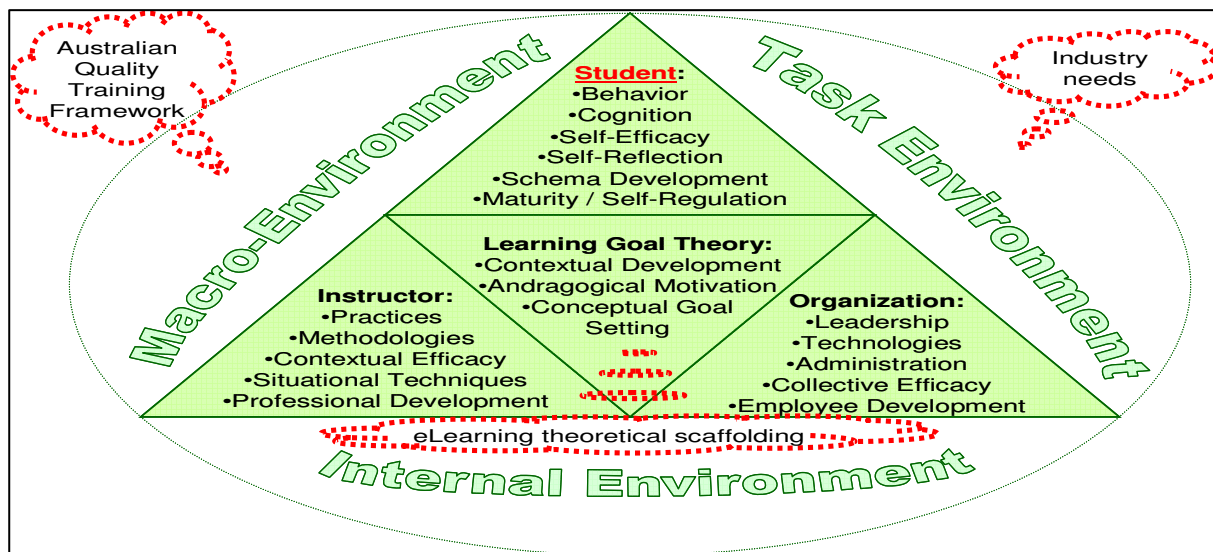 Australian
Quality
Training
Framework
Industry
needs
Macro-Environment
Task Environment
Student:
•Behavior
•Cognition
•Self-Efficacy
•Self-Reflection
•Schema Development
•Maturity / Self-Regulation
Learning Goal Theory:
•Contextual Development
•Andragogical Motivation
•Conceptual Goal
Setting
Instructor:
•Practices
•Methodologies
•Contextual Efficacy
•Situational Techniques
•Professional Development
Organization:
•Leadership
•Technologies
•Administration
•Collective Efficacy
•Employee Development
eLearning theoretical scaffolding
Internal Environment